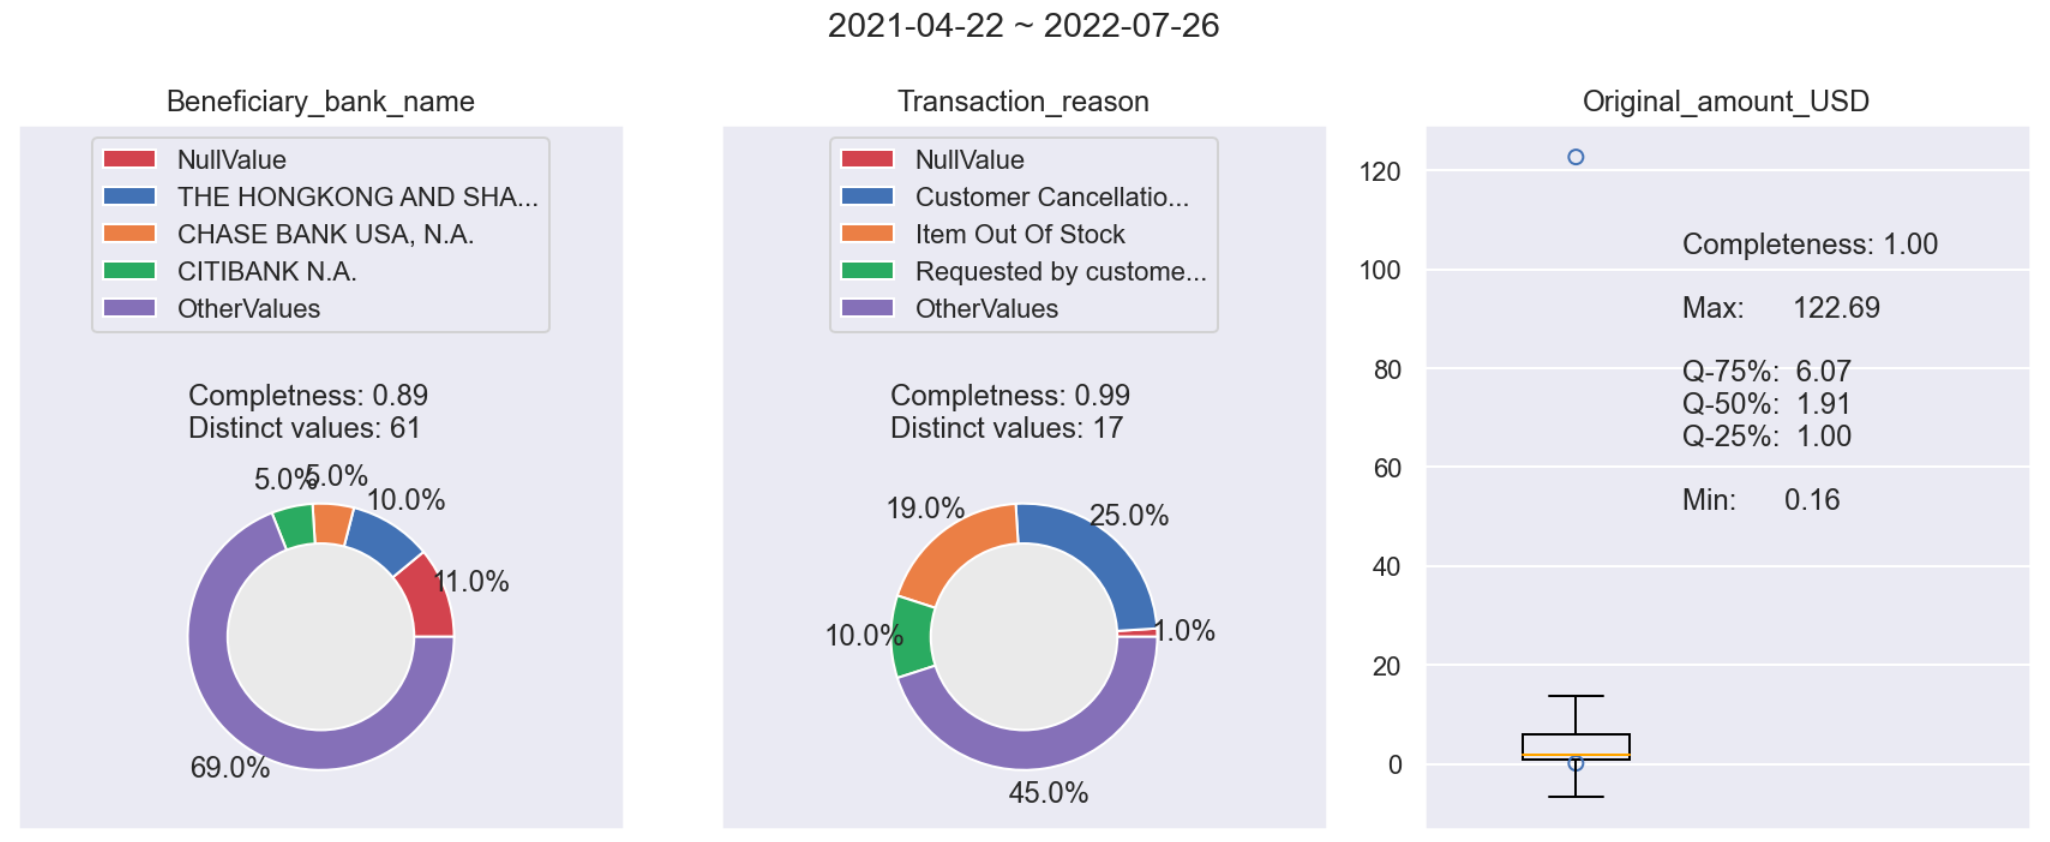 2021-04-22 ~ 2022-07-26
Beneficiary_bank_name
NullValue
THE HONGKONG AND SHA...
CHASE BANK USA, N.A.
CITIBANK N.A.
OtherValues
Completness: 0.89
Distinct values: 61
5.0%
5.0%
10.0%
11.0%
69.0%
Transaction_reason
NullValue
Customer Cancellatio...
Item Out Of Stock
Requested by custome...
OtherValues
Completness: 0.99
Distinct values: 17
19.0%
25.0%
10.0%
1.0%
45.0%
Original_amount_USD
120
100
80
60
40
20
0
Completeness: 1.00
Max: 122.69
Q-75%: 6.07
Q-50%: 1.91
Q-25%: 1.00
Min: 0.16